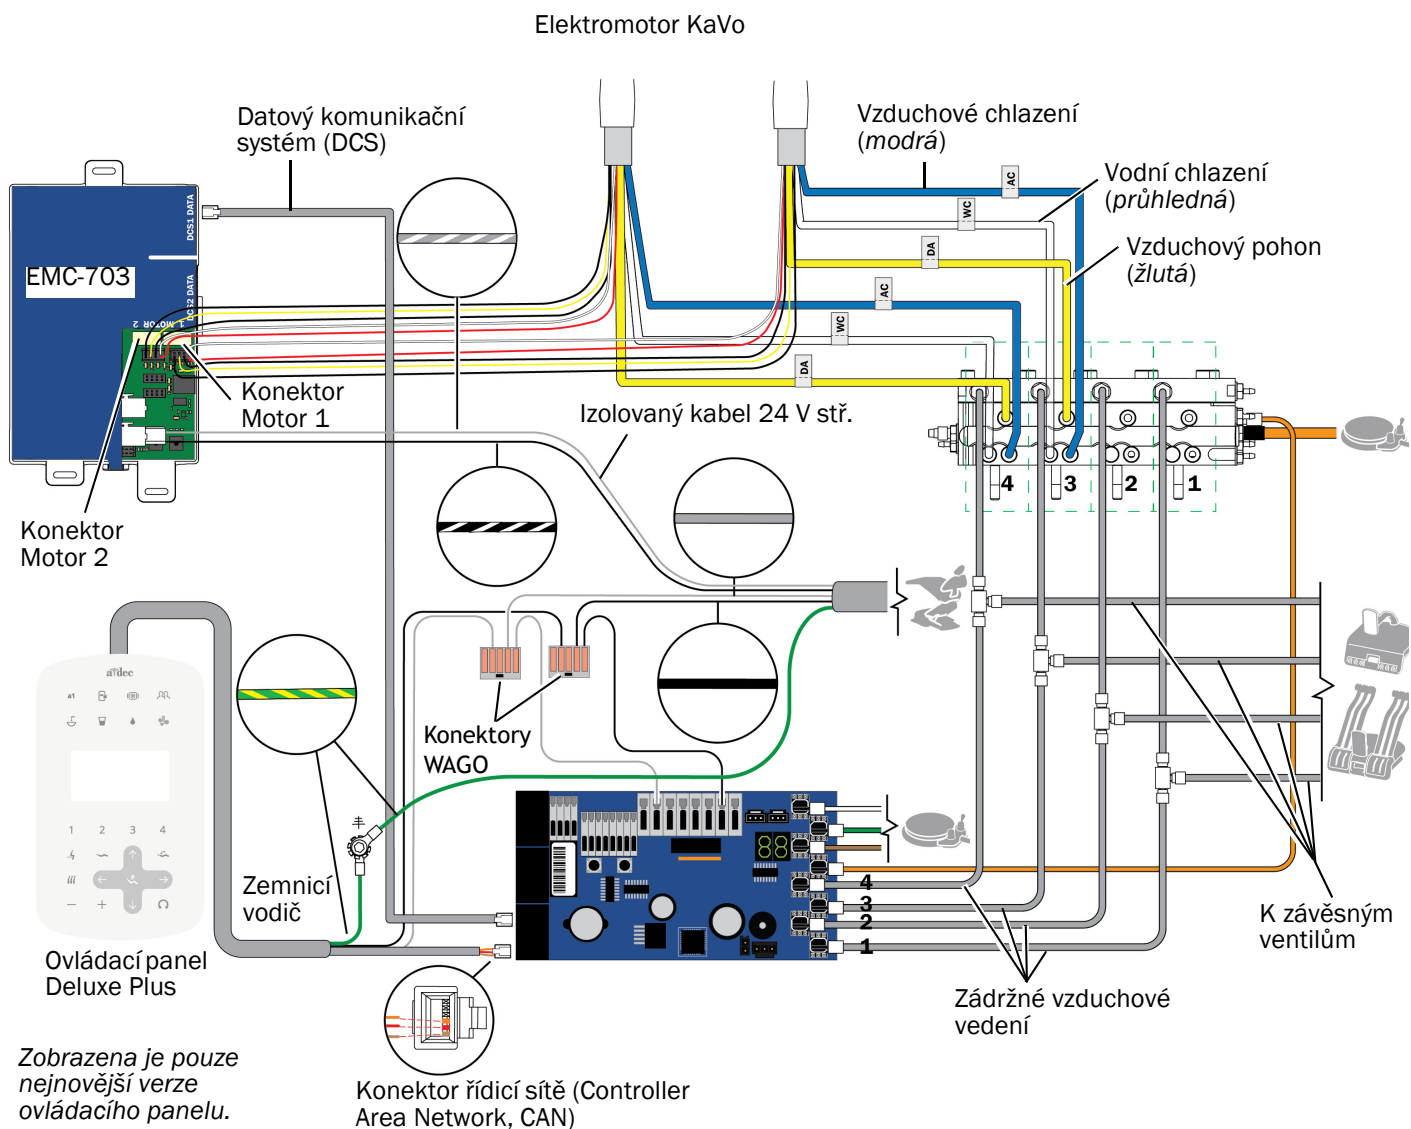 Elektromotor KaVo
Datový komunikační
systém (DCS)
Vzduchové chlazení
(modrá)
Vodní chlazení
(průhledná)
Vzduchový pohon
(žlutá)
AC
WC
DA
AC
WC
DA
DCS1 DATA
DCS2 DATA
EMC-703
1 MOTOR 2
Konektor
Motor 1
Izolovaný kabel 24 V stř.
Konektor
Motor 2
4
3
2
1
a dec
a1
1
2
3
4
Konektory
WAGO
Zemnicí
vodič
4
3
2
1
K závěsným
ventilům
Ovládací panel
Deluxe Plus
Zádržné vzduchové
vedení
Zobrazena je pouze
nejnovější verze
ovládacího panelu.
Konektor řídicí sítě (Controller
Area Network, CAN)